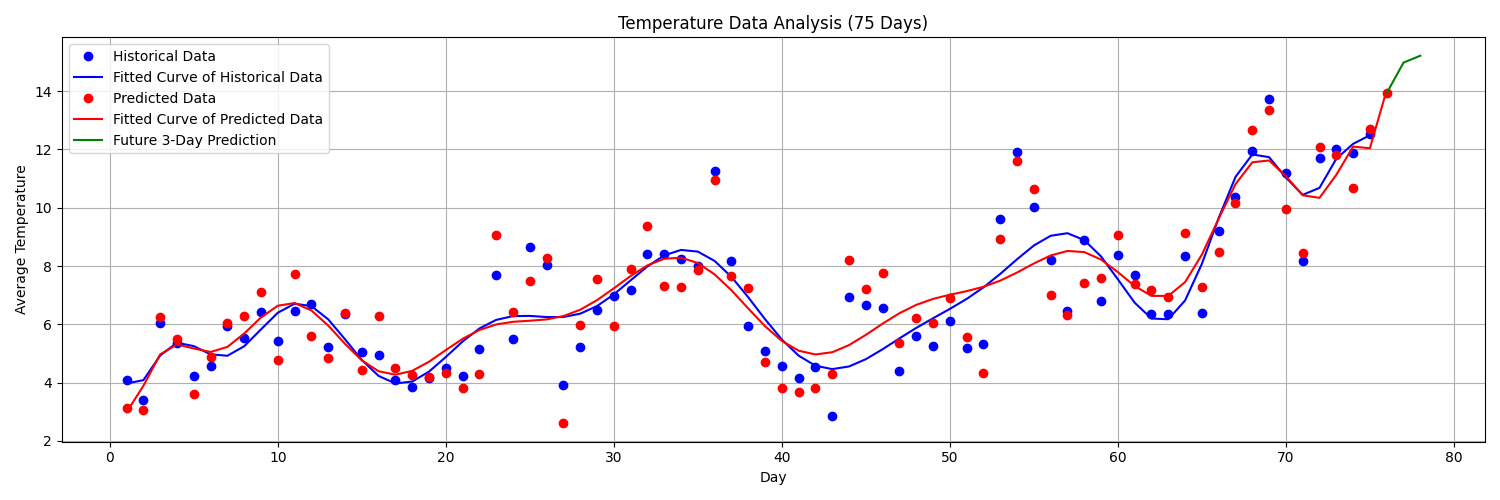 Temperature Data Analysis (75 Days)
Historical Data
Fitted Curve of Historical Data
Predicted Data
Fitted Curve of Predicted Data
Future 3-Day Prediction
Average Temperature
14
12
10
8
6
4
2
0 10 20 30 40 50 60 70 80
Day